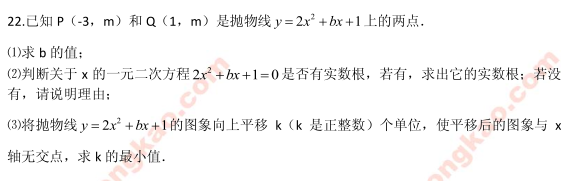 22.已知 P（-3，m）和 Q（1，m）是抛物线 y = 2x² + bx + 1 上的两点．
⑴求 b 的值；
⑵判断关于 x 的一元二次方程 2x² + bx + 1 = 0 是否有实数根，若有，求出它的实数根；若没
有，请说明理由；
⑶将抛物线 y = 2x² + bx + 1 的图象向上平移 k（k 是正整数）个单位，使平移后的图象与 x
轴无交点，求 k 的最小值．